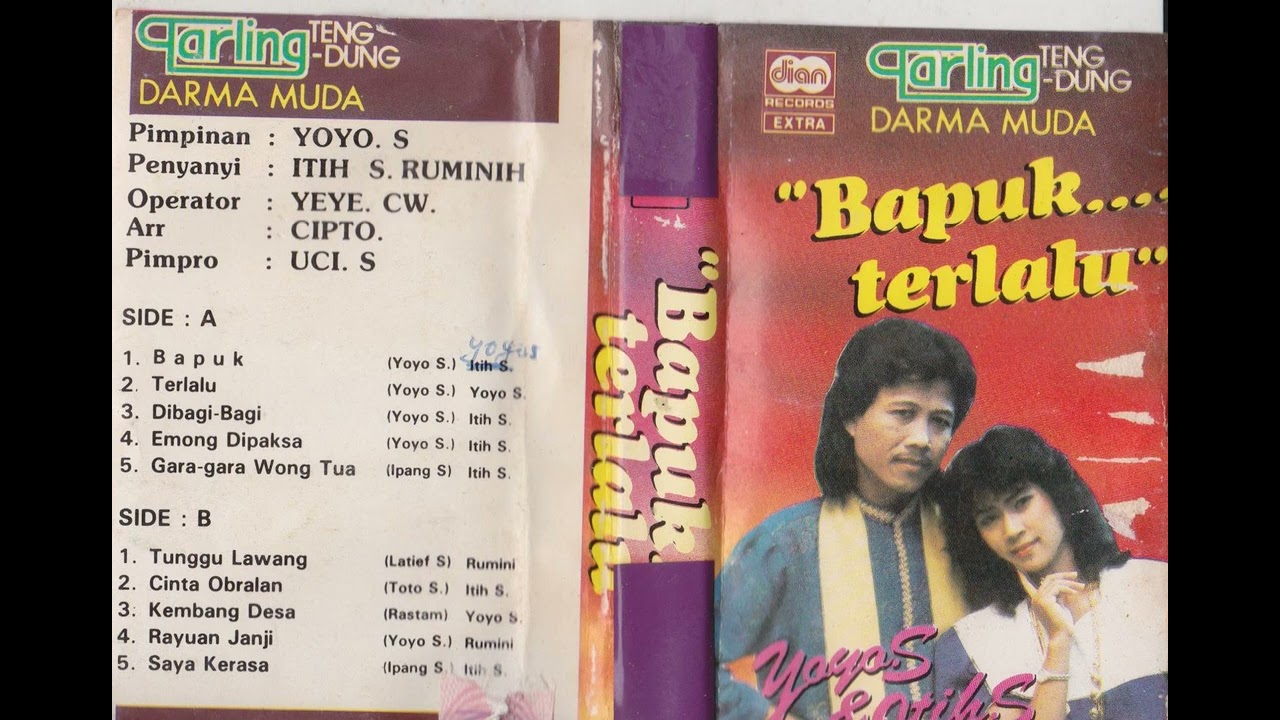 Tarling TENG
-DUNG
DARMA MUDA
Pimpinan : YOYO. S
Penyanyi : ITIH S. RUMINIH
Operator : YEYE. CW.
Arr : CIPTO.
Pimpro : UCI. S
SIDE : A
yoyos
1. Bapuk (Yoyo S.) Itih S.
2. Terlalu (Yoyo S.) Yoyo S.
3. Dibagi-Bagi (Yoyo S.) Itih S.
4. Emong Dipaksa (Yoyo S.) Itih S.
5. Gara-gara Wong Tua (Ipang S) Itih S.
SIDE : B
1. Tunggu Lawang (Latief S) Rumini
2. Cinta Obralan (Toto S.) Itih S.
3. Kembang Desa (Rastam) Yoyo S.
4. Rayuan Janji (Yoyo S.) Rumini
5. Saya Kerasa (Ipang S.) Itih S.
"Bapuk
terlalu
dian
RECORDS
EXTRA
Tarling TENG
-DUNG
DARMA MUDA
"Bapuk....
terlalu"
Yoyo.S
& Itih.S